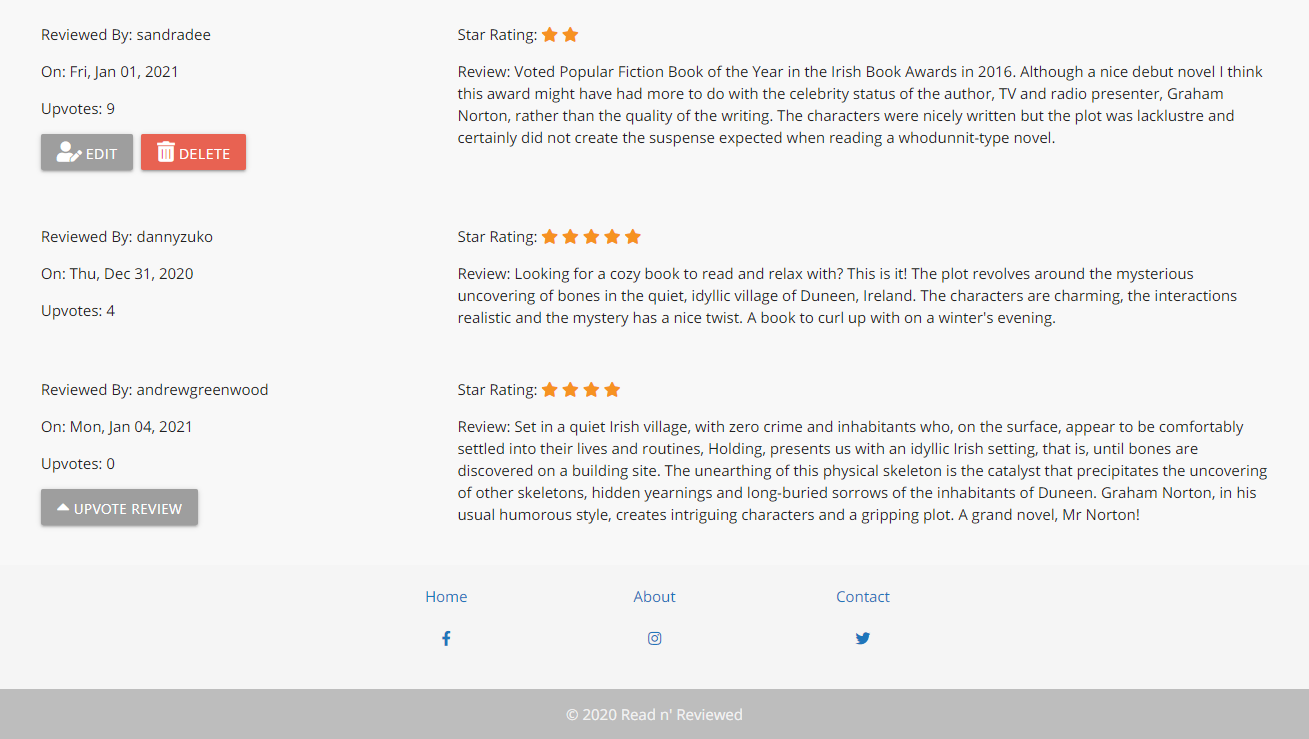 Reviewed By: sandradee
On: Fri, Jan 01, 2021
Upvotes: 9
EDIT
DELETE
Star Rating:
Review: Voted Popular Fiction Book of the Year in the Irish Book Awards in 2016. Although a nice debut novel I think
this award might have had more to do with the celebrity status of the author, TV and radio presenter, Graham
Norton, rather than the quality of the writing. The characters were nicely written but the plot was lacklustre and
certainly did not create the suspense expected when reading a whodunnit-type novel.
Reviewed By: dannyzuko
On: Thu, Dec 31, 2020
Upvotes: 4
Star Rating:
Review: Looking for a cozy book to read and relax with? This is it! The plot revolves around the mysterious
uncovering of bones in the quiet, idyllic village of Duneen, Ireland. The characters are charming, the interactions
realistic and the mystery has a nice twist. A book to curl up with on a winter's evening.
Reviewed By: andrewgreenwood
On: Mon, Jan 04, 2021
Upvotes: 0
UPVOTE REVIEW
Star Rating:
Review: Set in a quiet Irish village, with zero crime and inhabitants who, on the surface, appear to be comfortably
settled into their lives and routines, Holding, presents us with an idyllic Irish setting, that is, until bones are
discovered on a building site. The unearthing of this physical skeleton is the catalyst that precipitates the uncovering
of other skeletons, hidden yearnings and long-buried sorrows of the inhabitants of Duneen. Graham Norton, in his
usual humorous style, creates intriguing characters and a gripping plot. A grand novel, Mr Norton!
Home
About
Contact
© 2020 Read n' Reviewed